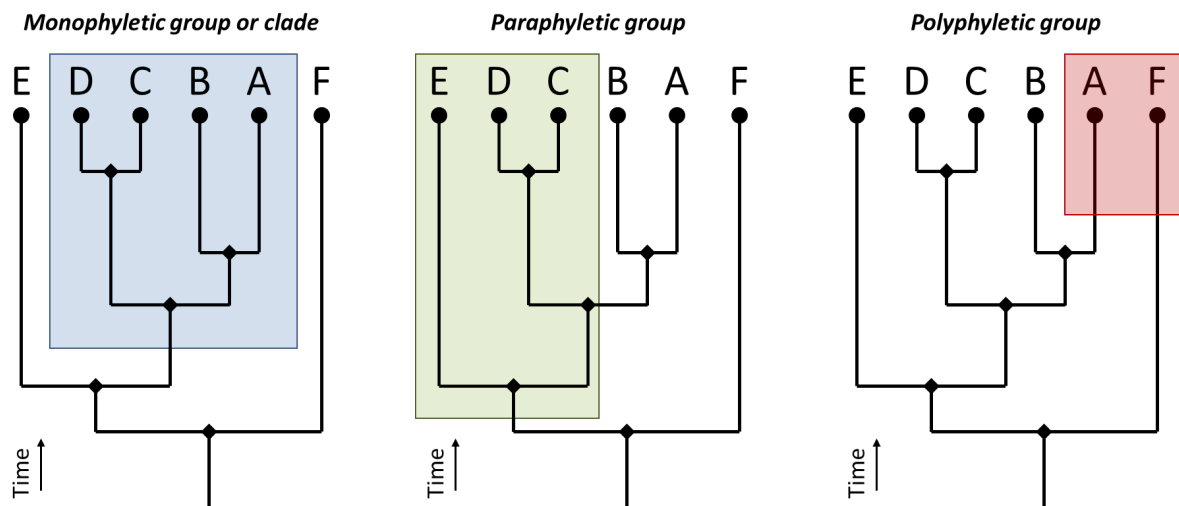 Monophyletic group or clade
E D C B A F
Time
Paraphyletic group
E D C B A F
Time
Polyphyletic group
E D C B A F
Time